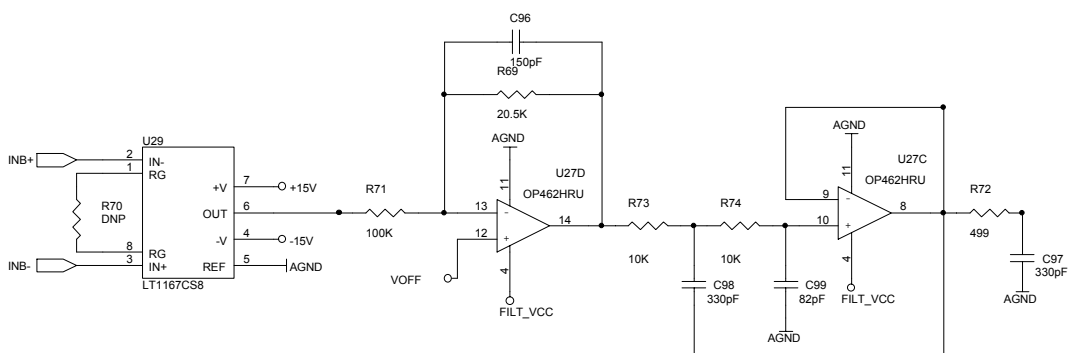 C96
150pF
R69
20.5K
AGND
AGND
U29
INB+
2
IN-
1
RG
+V
7
+15V
R70
DNP
OUT
6
R71
100K
-V
4
-15V
8
RG
INB-
3
IN+
REF
5
AGND
LT1167CS8
U27D
OP462HRU
11
13
-
12
+
14
4
VOFF
FILT_VCC
R73
10K
R74
10K
C98
330pF
C99
82pF
AGND
U27C
OP462HRU
11
9
-
10
+
8
4
FILT_VCC
R72
499
C97
330pF
AGND